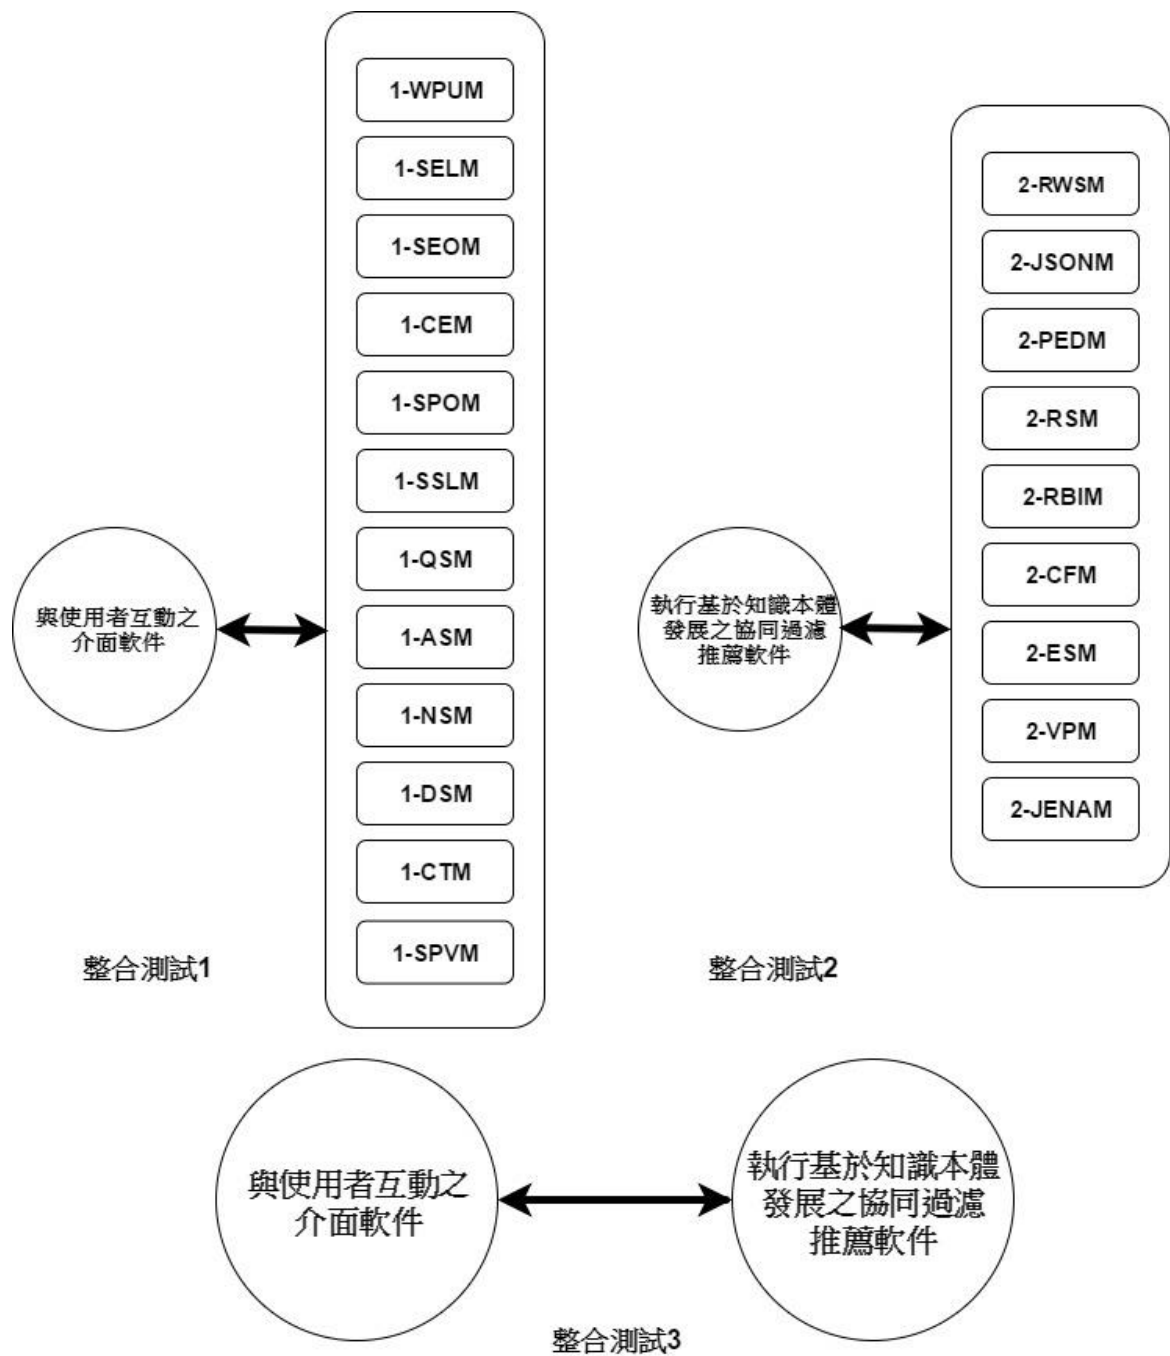 1-WPUM
1-SELM
1-SEOM
1-CEM
1-SPOM
1-SSLM
1-QSM
1-ASM
1-NSM
1-DSM
1-CTM
1-SPVM
與使用者互動之
介面軟件
整合測試1
2-RWSM
2-JSONM
2-PEDM
2-RSM
2-RBIM
2-CFM
2-ESM
2-VPM
2-JENAM
執行基於知識本體
發展之協同過濾
推薦軟件
整合測試2
與使用者互動之
介面軟件
執行基於知識本體
發展之協同過濾
推薦軟件
整合測試3